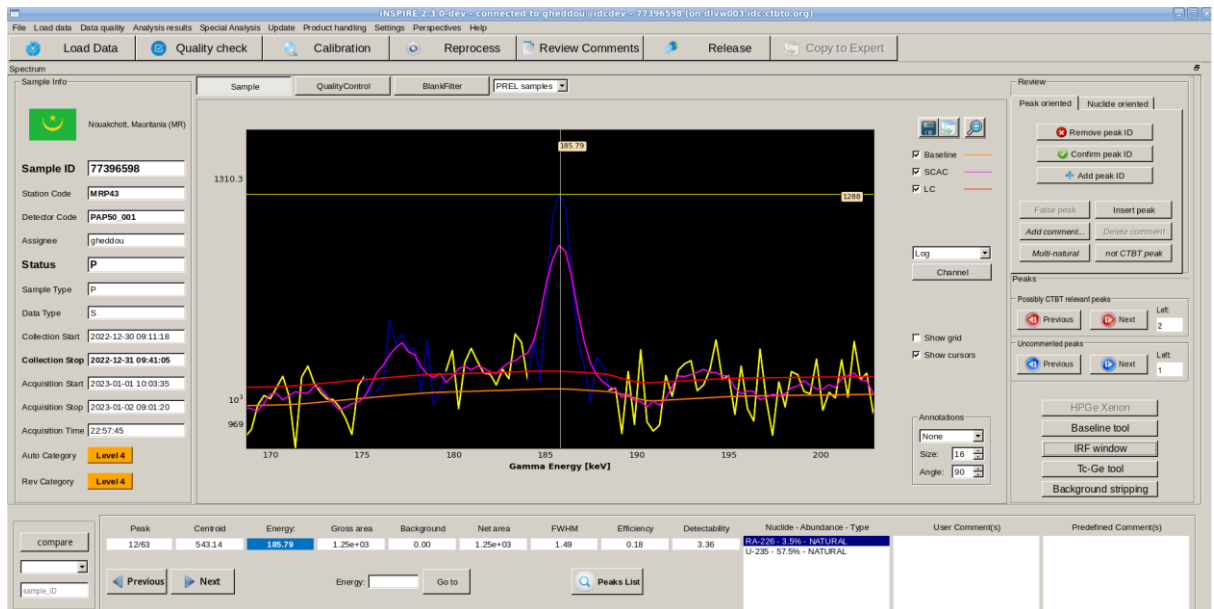 iNSPIRE 2.3.0-dev - connected to gheddou@idcdev - 77396598 (on dlvw003.idc.ctbto.org)
File Load data Data quality Analysis results Special Analysis Update Product handling Settings Perspectives Help
Load Data Quality check Calibration Reprocess Review Comments Release Copy to Expert
Spectrum
Sample Info
Nouakchott, Mauritania (MR)
Sample ID 77396598
Station Code MRP43
Detector Code PAP50_001
Assignee gheddou
Status P
Sample Type P
Data Type S
Collection Start 2022-12-30 09:11:18
Collection Stop 2022-12-31 09:41:05
Acquisition Start 2023-01-01 10:03:35
Acquisition Stop 2023-01-02 09:01:20
Acquisition Time 22:57:45
Auto Category Level 4
Rev Category Level 4
Sample QualityControl BlankFilter PREL samples
185.79
1310.3
1288
10³
969
170 175 180 185 190 195 200
Gamma Energy [keV]
Baseline
SCAC
LC
Log
Channel
Show grid
Show cursors
Annotations
None
Size: 16
Angle: 90
Review
Peak oriented Nuclide oriented
Remove peak ID
Confirm peak ID
Add peak ID
False peak Insert peak
Add comment... Delete comment
Multi-natural not CTBT peak
Peaks
Possibly CTBT relevant peaks
Previous Next Left: 2
Uncommented peaks
Previous Next Left: 1
HPGe Xenon
Baseline tool
IRF window
Tc-Ge tool
Background stripping
compare
sample_ID
Peak Centroid Energy: Gross area Background Net area FWHM Efficiency Detectability Nuclide - Abundance - Type User Comment(s) Predefined Comment(s)
12/63 543.14 185.79 1.25e+03 0.00 1.25e+03 1.49 0.18 3.36 RA-226 - 3.5% - NATURAL
U-235 - 57.5% - NATURAL
Previous Next Energy: Go to Peaks List